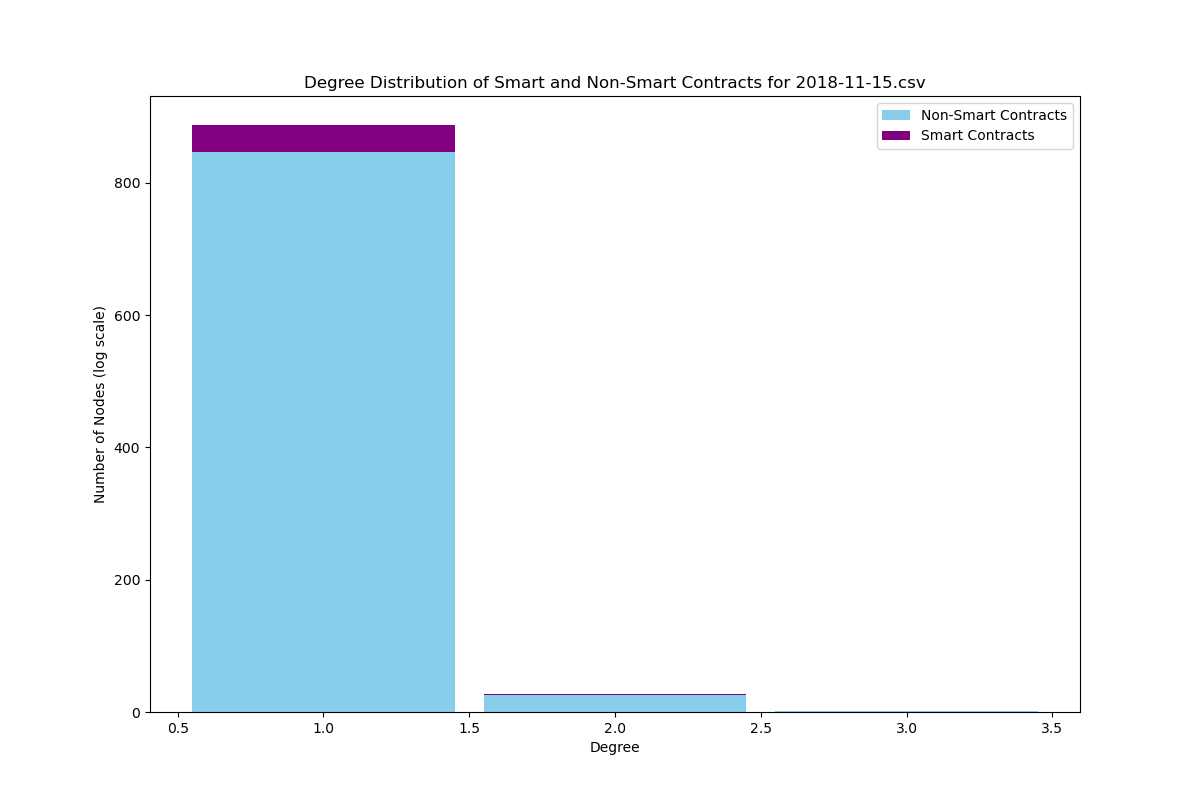 Degree Distribution of Smart and Non-Smart Contracts for 2018-11-15.csv
Non-Smart Contracts
Smart Contracts
Number of Nodes (log scale)
800
600
400
200
0
0.5 1.0 1.5 2.0 2.5 3.0 3.5
Degree